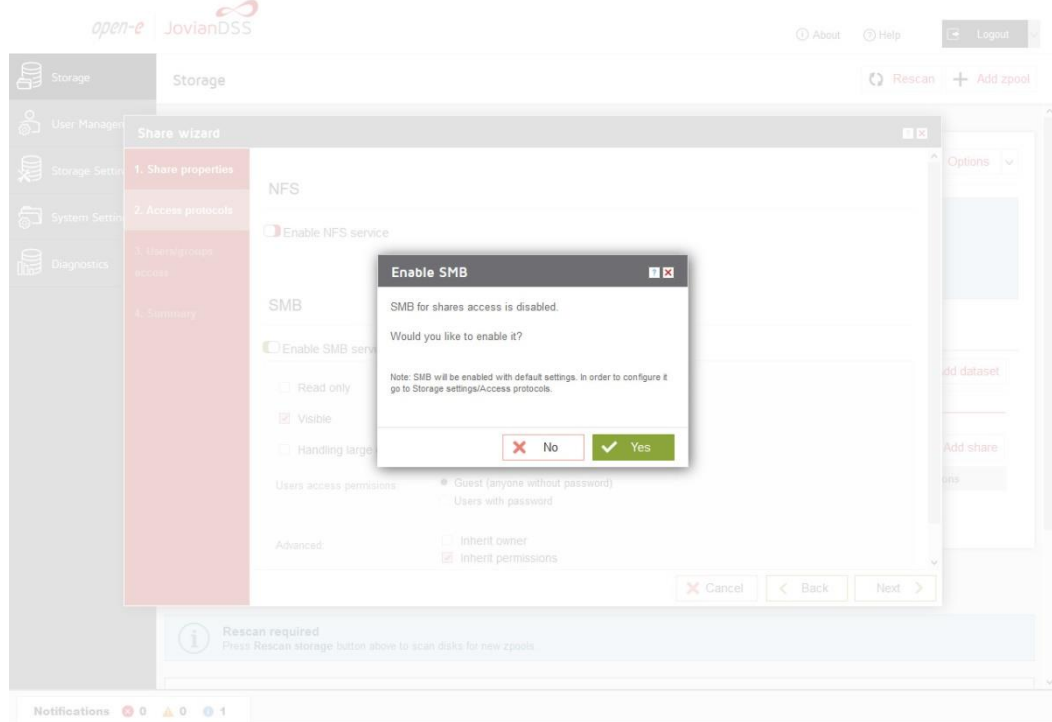 open-e JovianDSS
About Help Logout
Storage
Storage
Rescan Add zpool
User Managem
Share wizard
Storage Settin
1. Share properties
Options
NFS
System Settin
2. Access protocols
Enable NFS service
Diagnostics
3. Users/groups
access
Enable SMB
SMB for shares access is disabled.
SMB
4. Summary
Would you like to enable it?
Enable SMB serv
Note: SMB will be enabled with default settings. In order to configure it
go to Storage settings/Access protocols.
Read only
dd dataset
Visible
Handling large
No Yes
Add share
Users access permisions
Guest (anyone without password)
ons
Users with password
Advanced
Inherit owner
Inherit permissions
Cancel Back Next
Rescan required
Press Rescan storage button above to scan disks for new zpools
Notifications 0 0 1